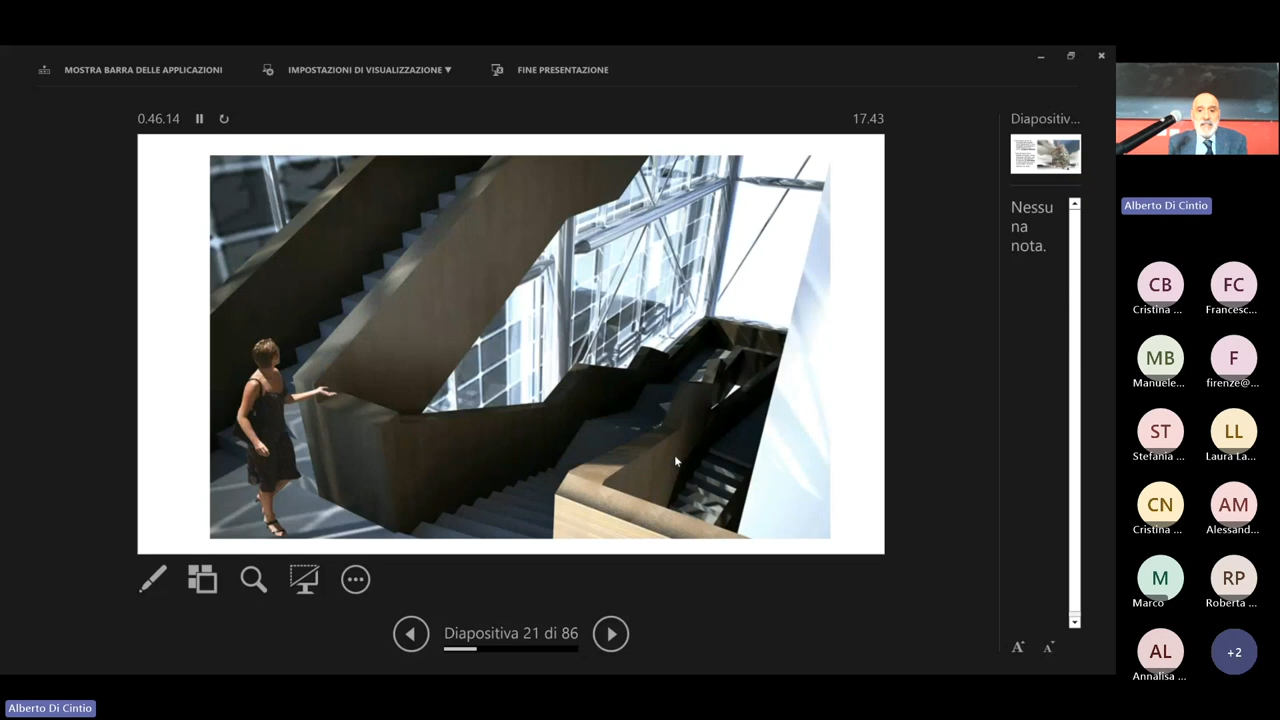 MOSTRA BARRA DELLE APPLICAZIONI
IMPOSTAZIONI DI VISUALIZZAZIONE ▼
FINE PRESENTAZIONE
0.46.14
17.43
Diapositiv...
Nessu
na
nota.
Diapositiva 21 di 86
A A
Alberto Di Cintio
CB FC
Cristina ... Francesc...
MB F
Manuele... firenze@...
ST LL
Stefania ... Laura La...
CN AM
Cristina ... Alessand...
M RP
Marco Roberta ...
AL +2
Annalisa ...
Alberto Di Cintio